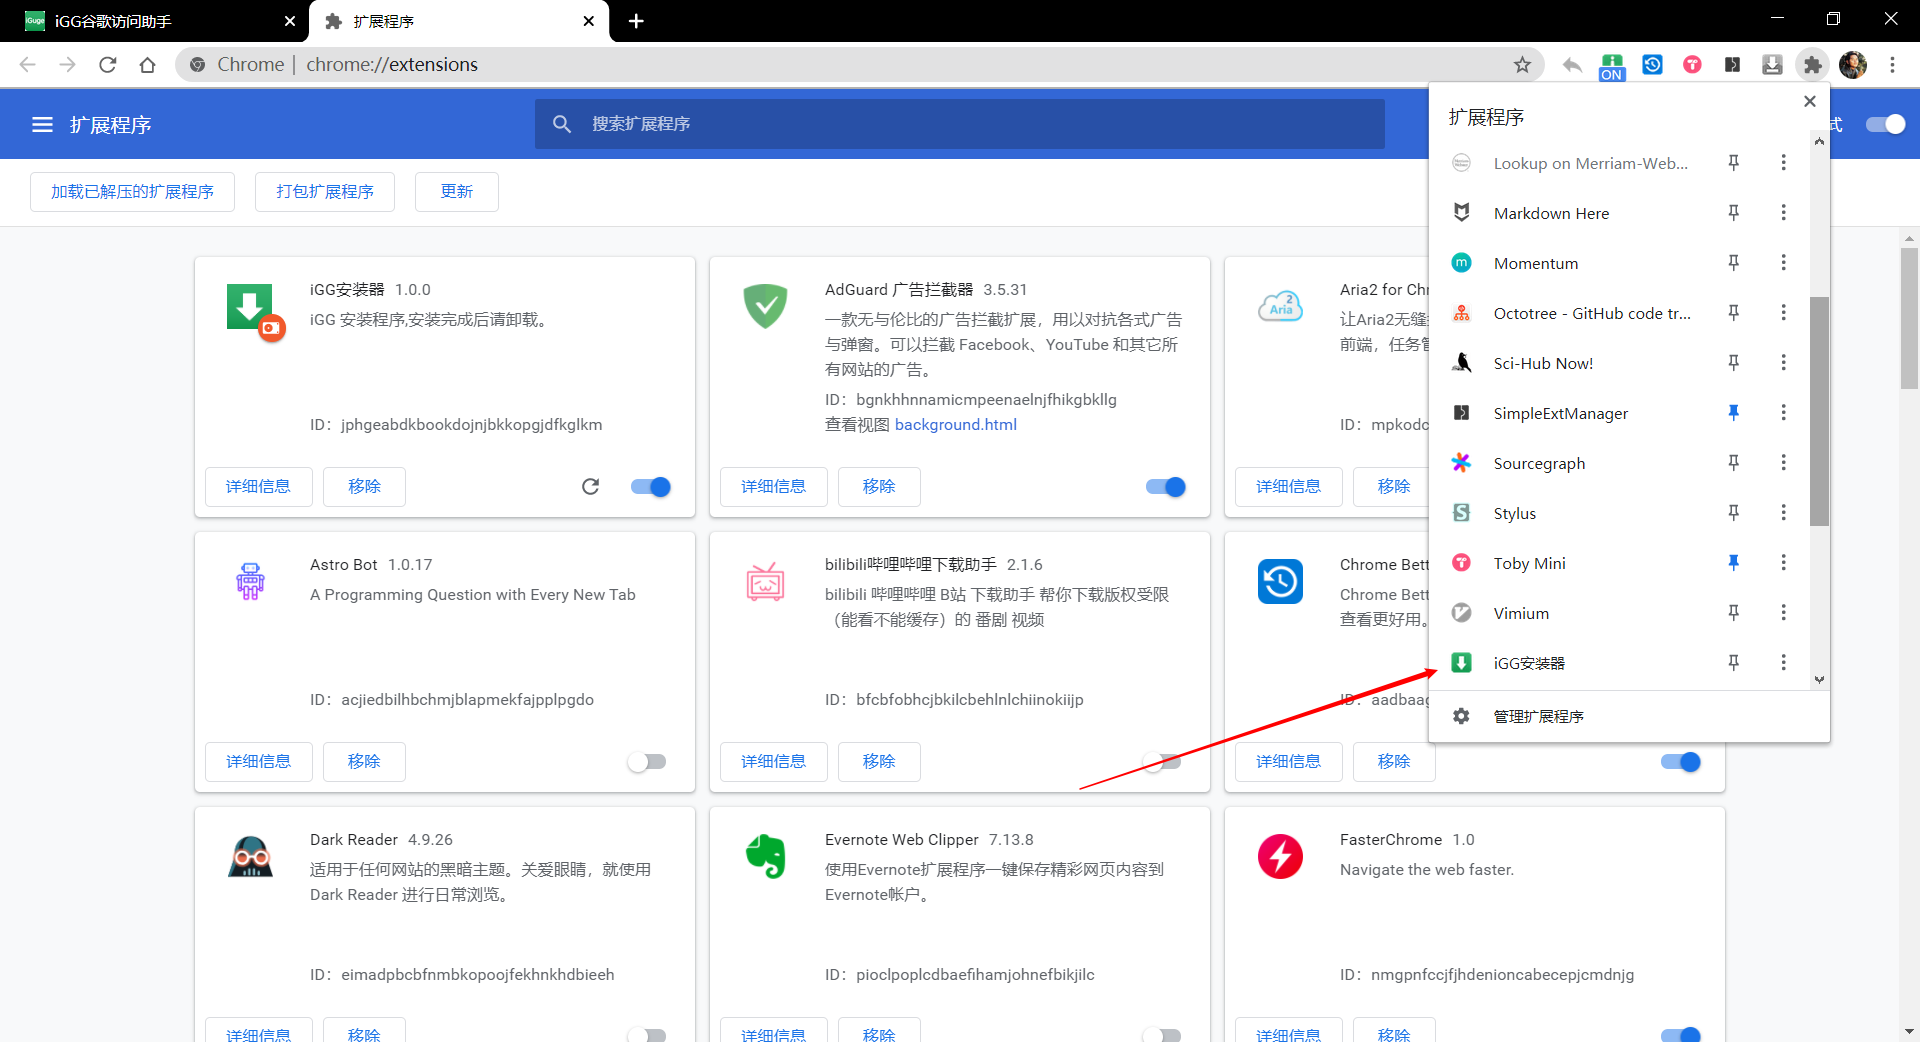 iGG谷歌访问助手
扩展程序
Chrome | chrome://extensions
ON
扩展程序
搜索扩展程序
式
加载已解压的扩展程序
打包扩展程序
更新
iGG安装器 1.0.0
iGG 安装程序,安装完成后请卸载。
ID：jphgeabdkbookdojnjbkkopgjdfkglkm
详细信息
移除
AdGuard 广告拦截器 3.5.31
一款无与伦比的广告拦截扩展，用以对抗各式广告
与弹窗。可以拦截 Facebook、YouTube 和其它所
有网站的广告。
ID：bgnkhhnnamicmpeenaelnjfhikgbkllg
查看视图 background.html
详细信息
移除
Aria2 for Chr
让Aria2无缝
前端，任务管
ID：mpkodc
详细信息
移除
Astro Bot 1.0.17
A Programming Question with Every New Tab
ID：acjiedbilhbchmjblapmekfajpplpgdo
详细信息
移除
bilibili哔哩哔哩下载助手 2.1.6
bilibili 哔哩哔哩 B站 下载助手 帮你下载版权受限
（能看不能缓存）的 番剧 视频
ID：bfcbfobhcjbkilcbehlnlchiinokiijp
详细信息
移除
Chrome Bett
Chrome Bett
查看更好用。
ID：aadbaag
详细信息
移除
Dark Reader 4.9.26
适用于任何网站的黑暗主题。关爱眼睛，就使用
Dark Reader 进行日常浏览。
ID：eimadpbcbfnmbkopoojfekhnkhdbieeh
详细信息
移除
Evernote Web Clipper 7.13.8
使用Evernote扩展程序一键保存精彩网页内容到
Evernote帐户。
ID：pioclpoplcdbaefihamjohnefbikjilc
详细信息
移除
FasterChrome 1.0
Navigate the web faster.
ID：nmgpnfccjfjhdenioncabecepjcmdnjg
详细信息
移除
扩展程序
Lookup on Merriam-Web...
Markdown Here
Momentum
Octotree - GitHub code tr...
Sci-Hub Now!
SimpleExtManager
Sourcegraph
Stylus
Toby Mini
Vimium
iGG安装器
管理扩展程序